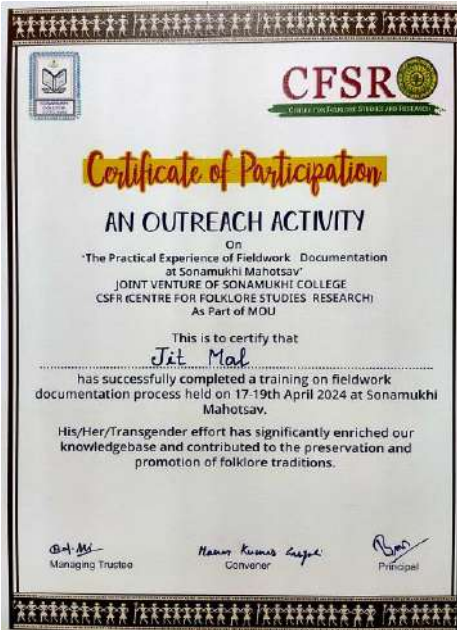 SONAMUKHI COLLEGE
CFSR
CENTRE FOR FOLKLORE STUDIES AND RESEARCH
Certificate of Participation
AN OUTREACH ACTIVITY
On
"The Practical Experience of Fieldwork Documentation
at Sonamukhi Mahotsav"
JOINT VENTURE OF SONAMUKHI COLLEGE
CSFR (CENTRE FOR FOLKLORE STUDIES RESEARCH)
As Part of MOU
This is to certify that
Jit Mal
has successfully completed a training on fieldwork
documentation process held on 17-19th April 2024 at Sonamukhi
Mahotsav.
His/Her/Transgender effort has significantly enriched our
knowledgebase and contributed to the preservation and
promotion of folklore traditions.
Managing Trustee
Convener
Principal